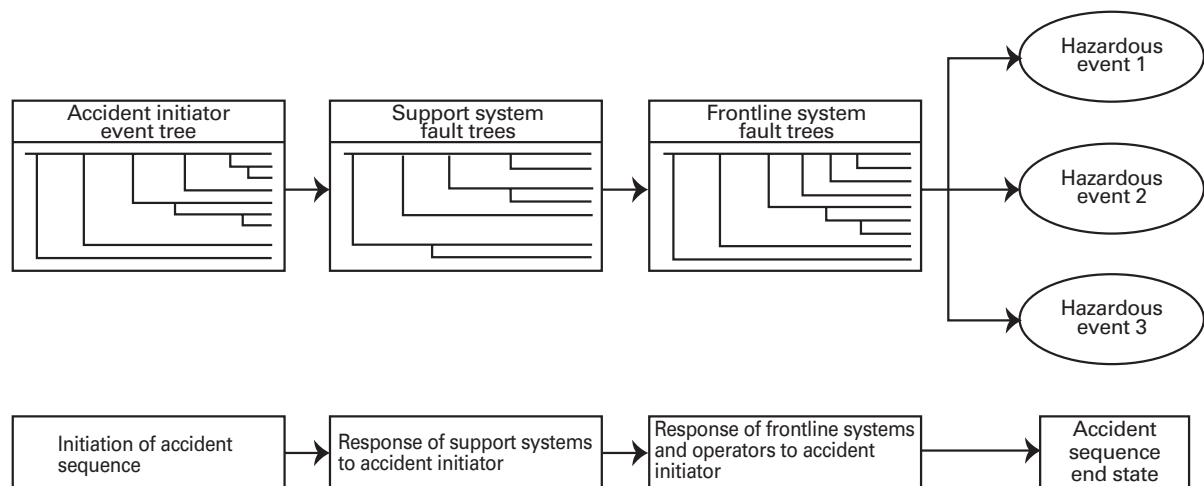 Hazardous
event 1
Accident initiator
event tree
Support system
fault trees
Frontline system
fault trees
Hazardous
event 2
Hazardous
event 3
Initiation of accident
sequence
Response of support systems
to accident initiator
Response of frontline systems
and operators to accident
initiator
Accident
sequence
end state